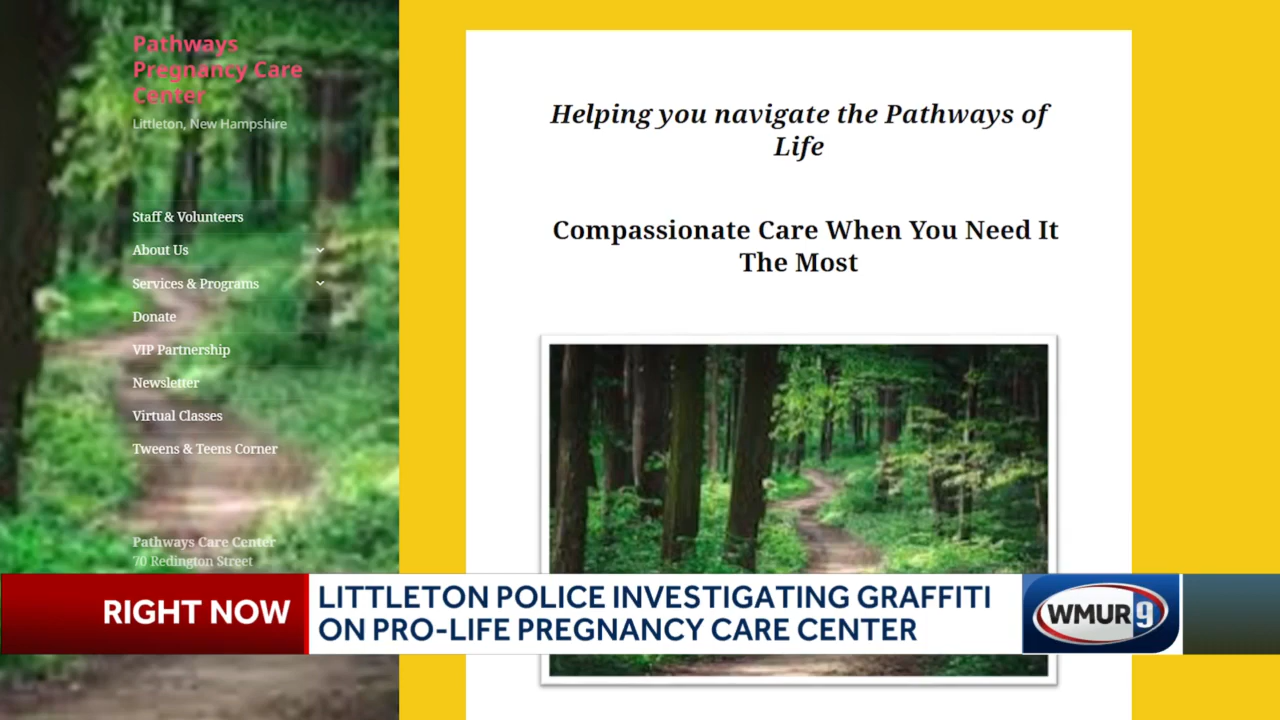 Pathways
Pregnancy Care
Center
Littleton, New Hampshire
Staff & Volunteers
About Us
Services & Programs
Donate
VIP Partnership
Newsletter
Virtual Classes
Tweens & Teens Corner
Pathways Care Center
70 Redington Street
Helping you navigate the Pathways of
Life
Compassionate Care When You Need It
The Most
RIGHT NOW
LITTLETON POLICE INVESTIGATING GRAFFITI
ON PRO-LIFE PREGNANCY CARE CENTER
WMUR 9